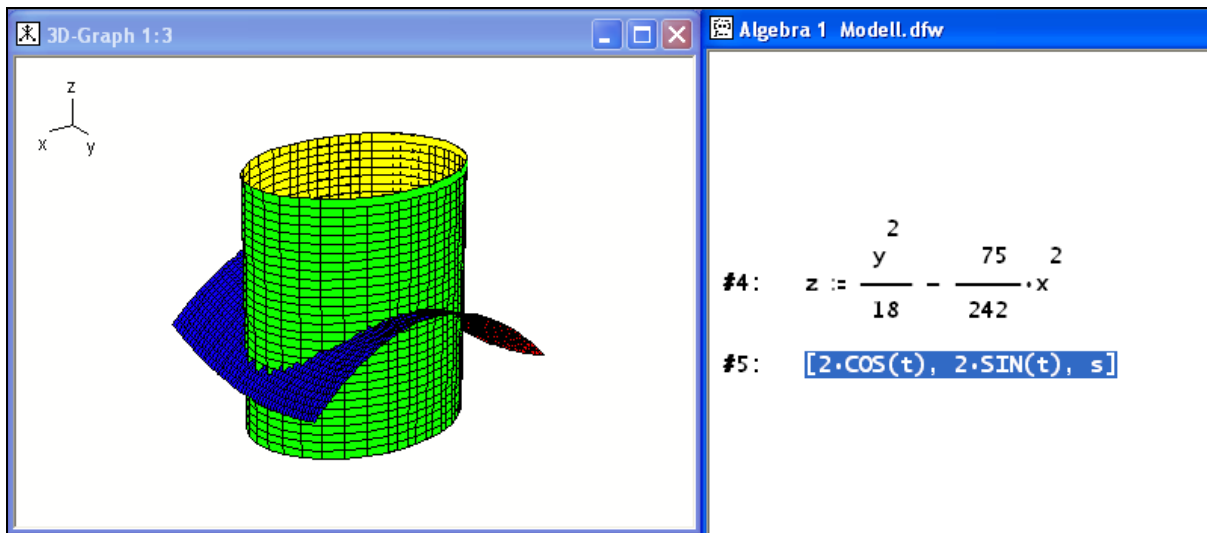 3D-Graph 1:3
z
x
y
Algebra 1 Modell.dfw
2
y 75 2
#4: z := ―― - ――·x
18 242
#5: [2·COS(t), 2·SIN(t), s]